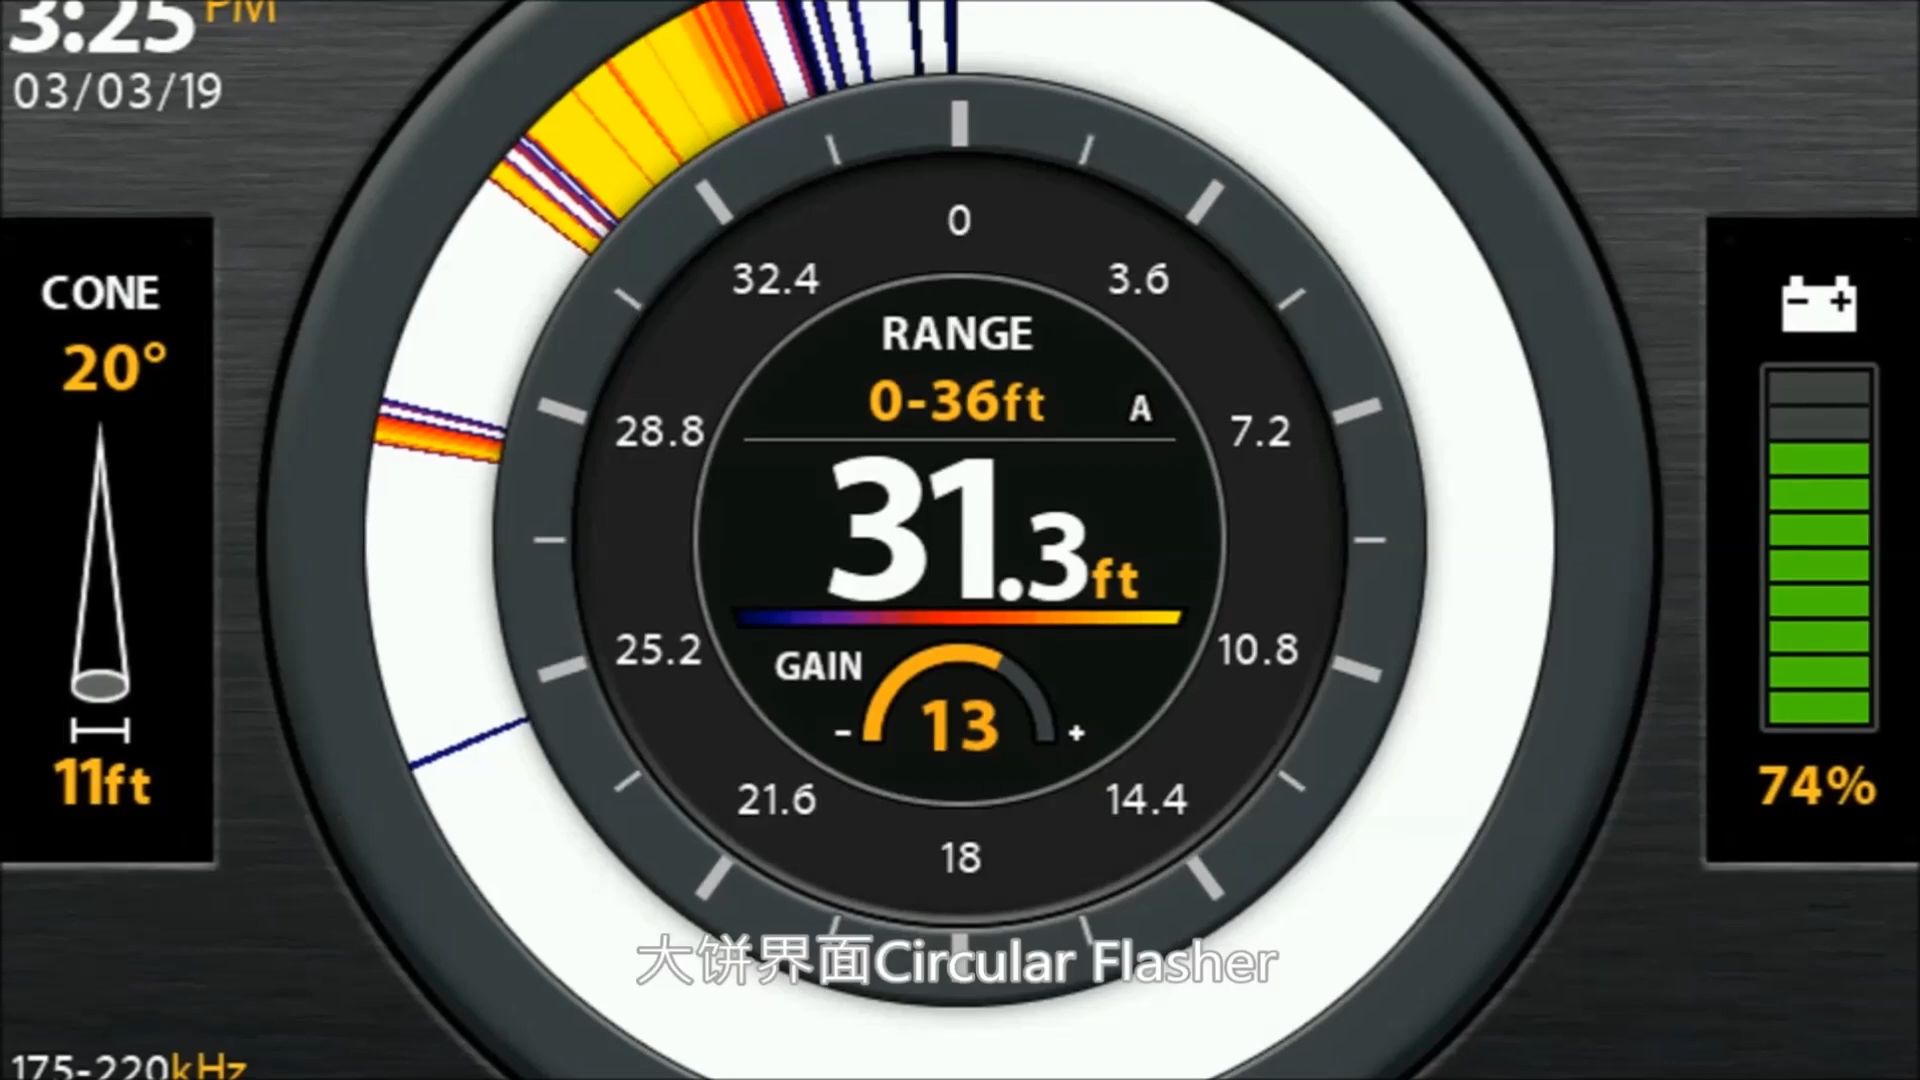 3:25 PM
03/03/19
CONE
20°
11ft
175-220kHz
0
3.6
7.2
10.8
14.4
18
21.6
25.2
28.8
32.4
RANGE
0-36ft A
31.3ft
GAIN
- 13 +
- +
74%
大饼界面Circular Flasher